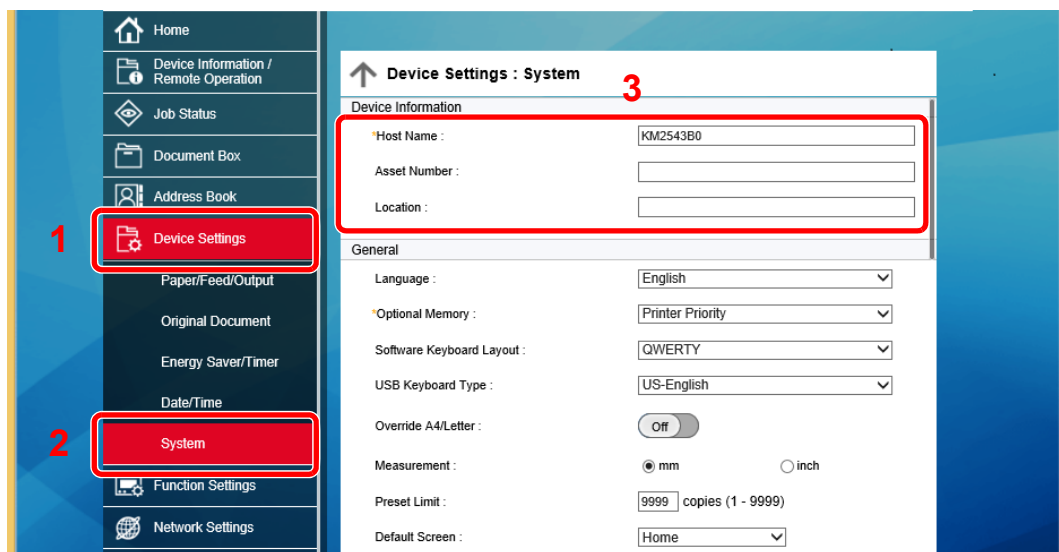 Home
Device Information /
Remote Operation
Job Status
Document Box
Address Book
1
Device Settings
Paper/Feed/Output
Original Document
Energy Saver/Timer
Date/Time
2
System
Function Settings
Network Settings
Device Settings : System
3
Device Information
*Host Name : KM2543B0
Asset Number :
Location :
General
Language : English
*Optional Memory : Printer Priority
Software Keyboard Layout : QWERTY
USB Keyboard Type : US-English
Override A4/Letter : Off
Measurement : mm inch
Preset Limit : 9999 copies (1 - 9999)
Default Screen : Home